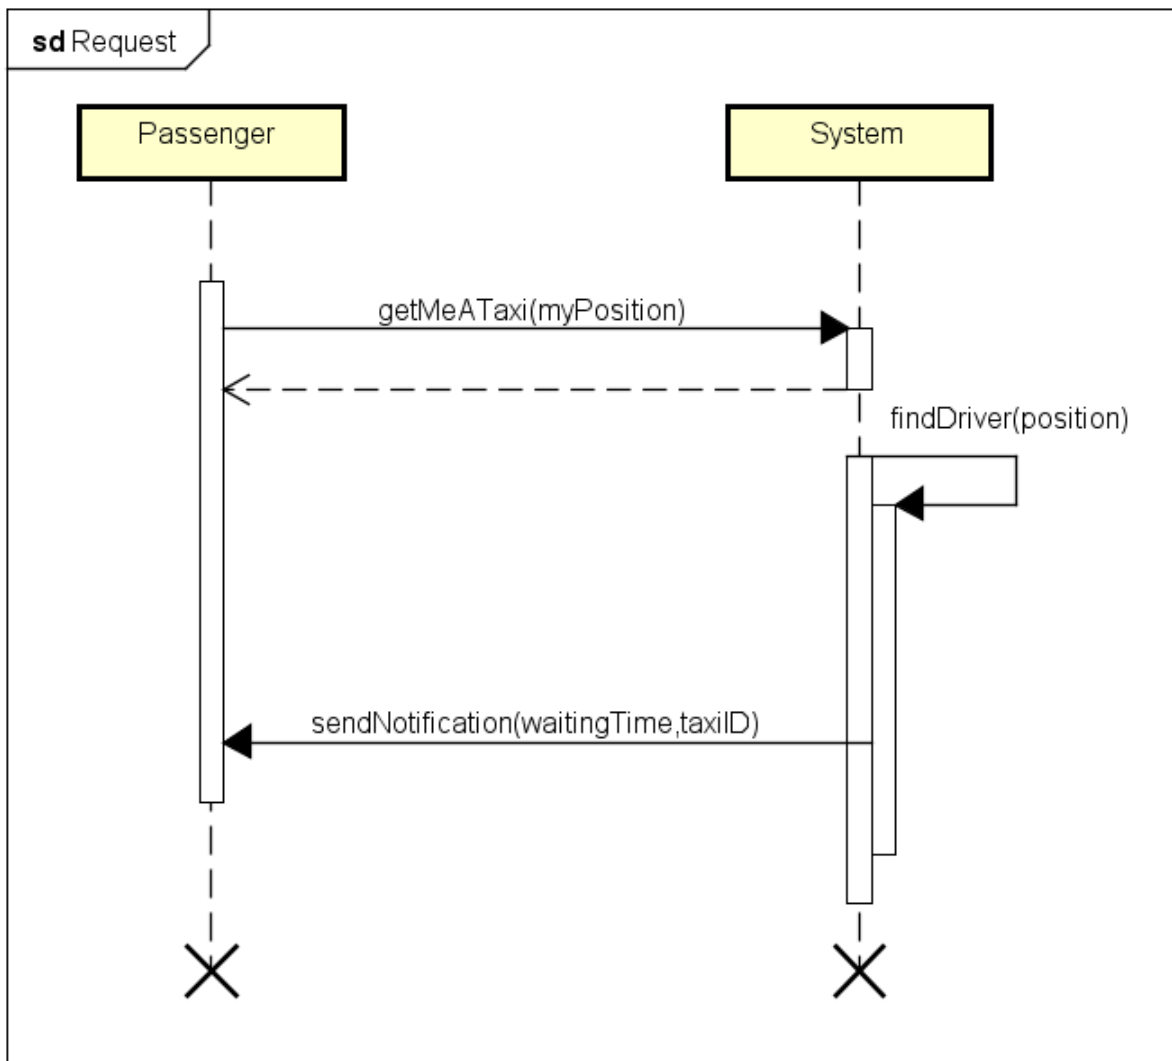 sd Request
Passenger
System
getMeATaxi(myPosition)
findDriver(position)
sendNotification(waitingTime,taxiID)